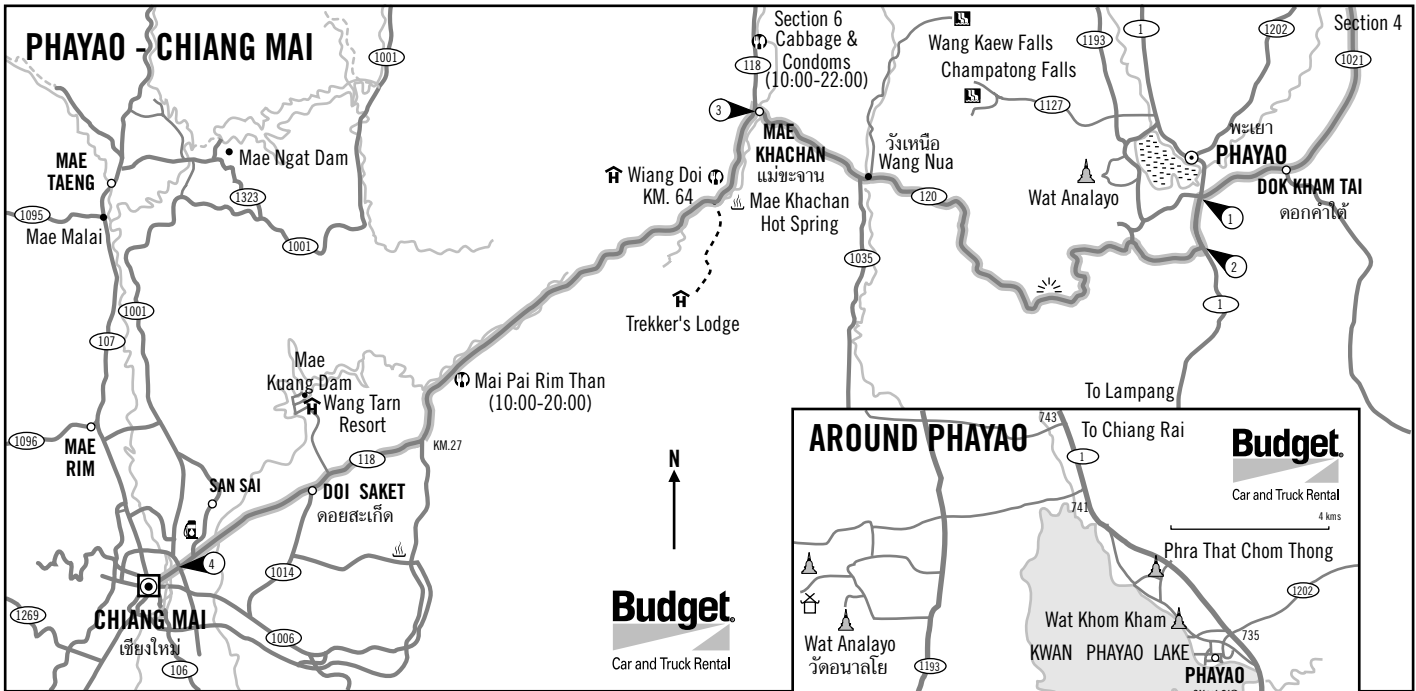 PHAYAO - CHIANG MAI
1001
Section 6
Cabbage &
Condoms
(10:00-22:00)
118
3
MAE
KHACHAN
แม่ขะจาน
Wang Kaew Falls
Champatong Falls
1193
1
1202
Section 4
1021
1127
พะเยา
PHAYAO
DOK KHAM TAI
ดอกคำใต้
Wat Analayo
1
2
1
วังเหนือ
Wang Nua
120
1035
MAE
TAENG
Mae Ngat Dam
1323
1095
Mae Malai
1001
Wiang Doi
KM. 64
Mae Khachan
Hot Spring
Trekker's Lodge
1001
107
Mae
Kuang Dam
Wang Tarn
Resort
Mai Pai Rim Than
(10:00-20:00)
1096
MAE
RIM
KM.27
118
SAN SAI
DOI SAKET
ดอยสะเก็ด
N
4
1014
CHIANG MAI
เชียงใหม่
1269
1006
106
Budget®
Car and Truck Rental
To Lampang
AROUND PHAYAO
743
To Chiang Rai
1
Budget®
Car and Truck Rental
741
4 kms
Phra That Chom Thong
1202
Wat Khom Kham
735
KWAN PHAYAO LAKE
PHAYAO
Wat Analayo
วัดอนาลโย
1193